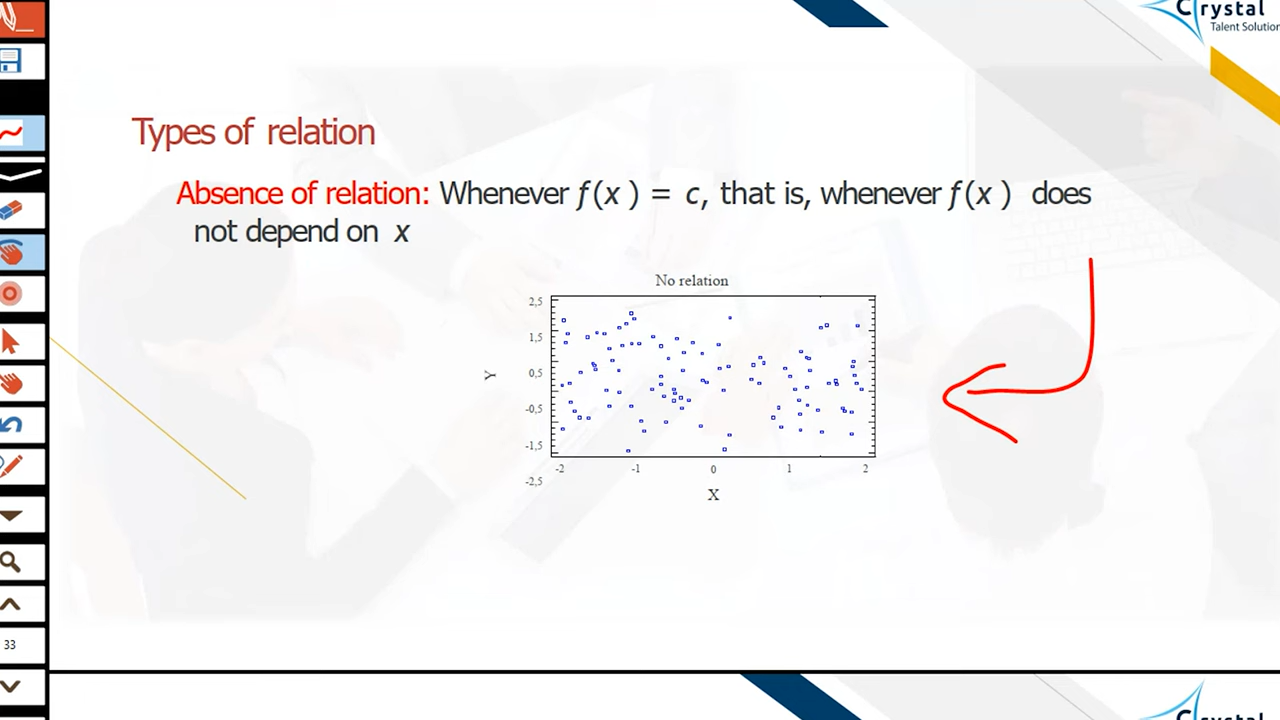 Crystal
Talent Solution
Types of relation
Absence of relation: Whenever f(x ) = c, that is, whenever f(x ) does
not depend on x
No relation
2,5
1,5
0,5
-0,5
-1,5
-2,5
Y
-2 -1 0 1 2
X
33
Crystal